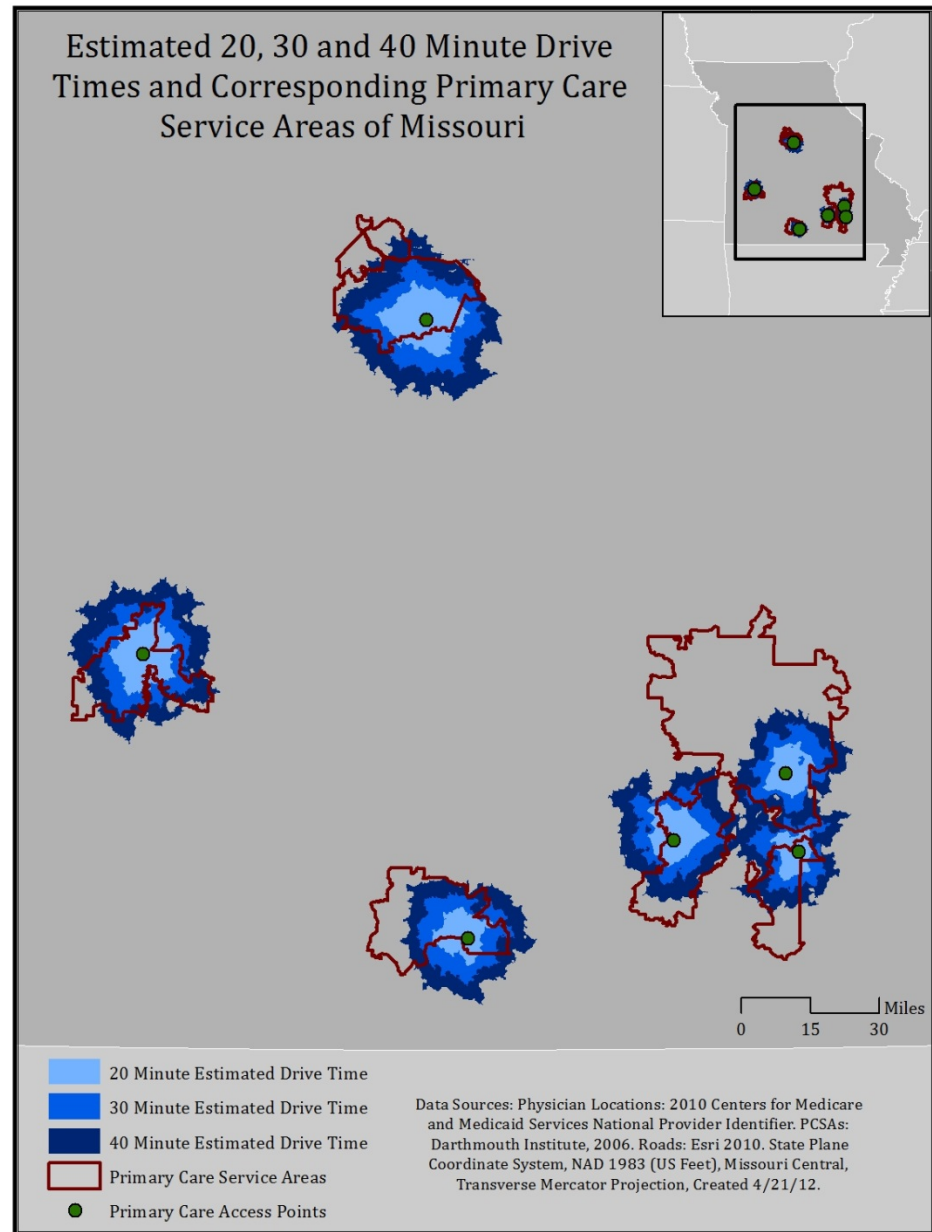 Estimated 20, 30 and 40 Minute Drive
Times and Corresponding Primary Care
Service Areas of Missouri
Miles
0 15 30
20 Minute Estimated Drive Time
30 Minute Estimated Drive Time
40 Minute Estimated Drive Time
Primary Care Service Areas
Primary Care Access Points
Data Sources: Physician Locations: 2010 Centers for Medicare
and Medicaid Services National Provider Identifier. PCSAs:
Darthmouth Institute, 2006. Roads: Esri 2010. State Plane
Coordinate System, NAD 1983 (US Feet), Missouri Central,
Transverse Mercator Projection, Created 4/21/12.